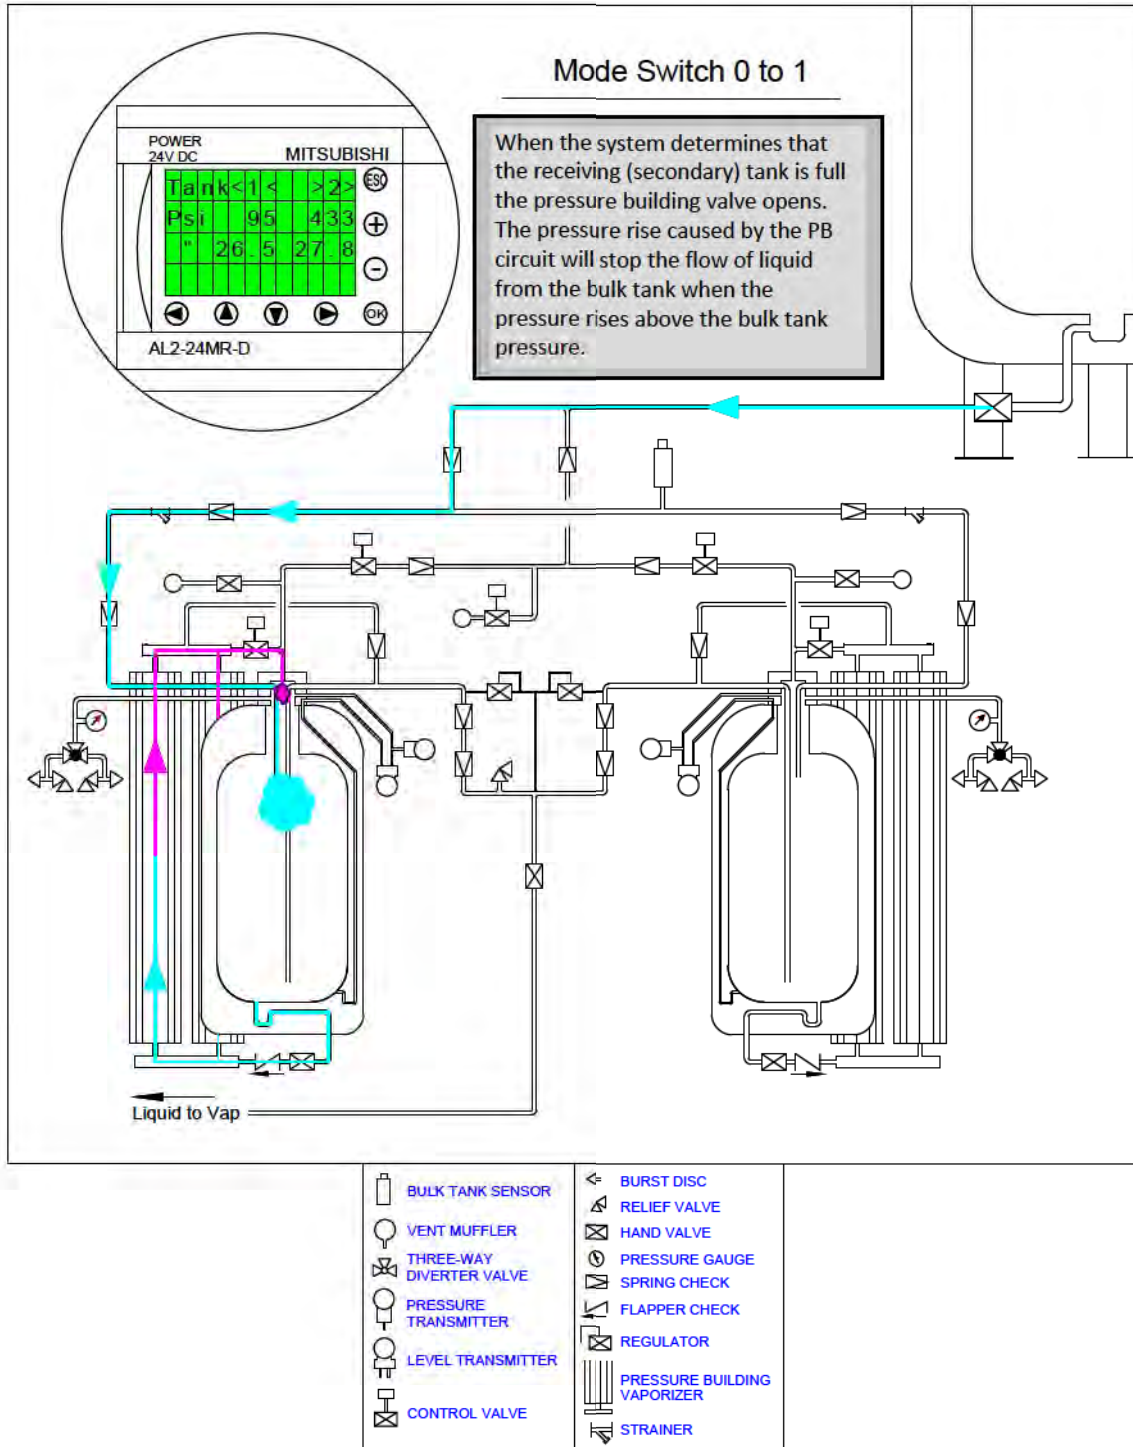 Mode Switch 0 to 1
When the system determines that
the receiving (secondary) tank is full
the pressure building valve opens.
The pressure rise caused by the PB
circuit will stop the flow of liquid
from the bulk tank when the
pressure rises above the bulk tank
pressure.
POWER
24V DC
MITSUBISHI
Tank<1< >2>
Psi 95 433
" 26.5 27.8
ESC
+
-
OK
AL2-24MR-D
Liquid to Vap
BULK TANK SENSOR
VENT MUFFLER
THREE-WAY
DIVERTER VALVE
PRESSURE
TRANSMITTER
LEVEL TRANSMITTER
CONTROL VALVE
BURST DISC
RELIEF VALVE
HAND VALVE
PRESSURE GAUGE
SPRING CHECK
FLAPPER CHECK
REGULATOR
PRESSURE BUILDING
VAPORIZER
STRAINER